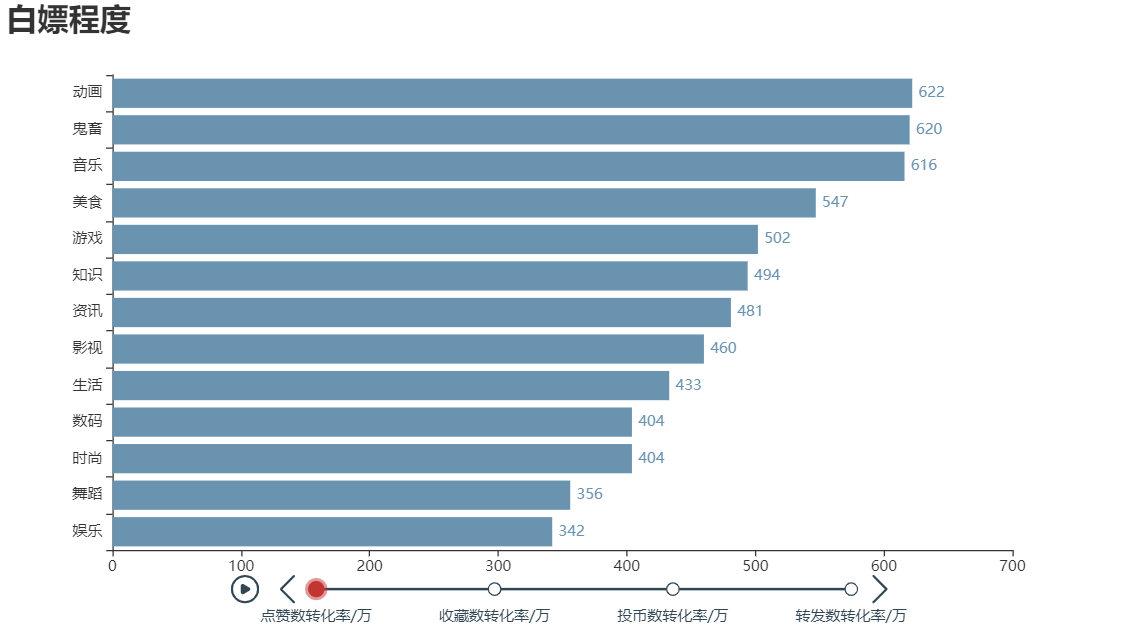 白嫖程度
动画 622
鬼畜 620
音乐 616
美食 547
游戏 502
知识 494
资讯 481
影视 460
生活 433
数码 404
时尚 404
舞蹈 356
娱乐 342
0 100 200 300 400 500 600 700
点赞数转化率/万 收藏数转化率/万 投币数转化率/万 转发数转化率/万